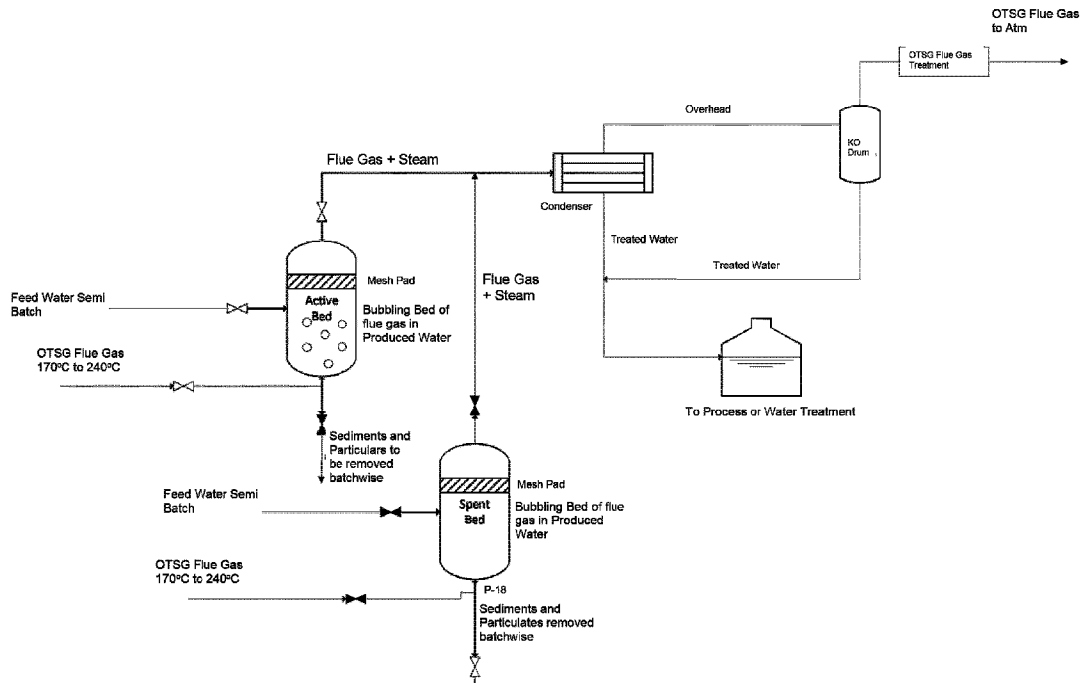 OTSG Flue Gas
to Atm
OTSG Flue Gas
Treatment
Overhead
KO
Drum
Flue Gas + Steam
Condenser
Treated Water
Treated Water
Flue Gas
+ Steam
Mesh Pad
Feed Water Semi
Batch
Active
Bed
Bubbling Bed of
flue gas in
Produced Water
OTSG Flue Gas
170ºC to 240ºC
To Process or Water Treatment
Sediments and
Particulars to
be removed
batchwise
Mesh Pad
Feed Water Semi
Batch
Spent
Bed
Bubbling Bed of flue
gas in Produced
Water
OTSG Flue Gas
170ºC to 240ºC
P-18
Sediments and
Particulates removed
batchwise